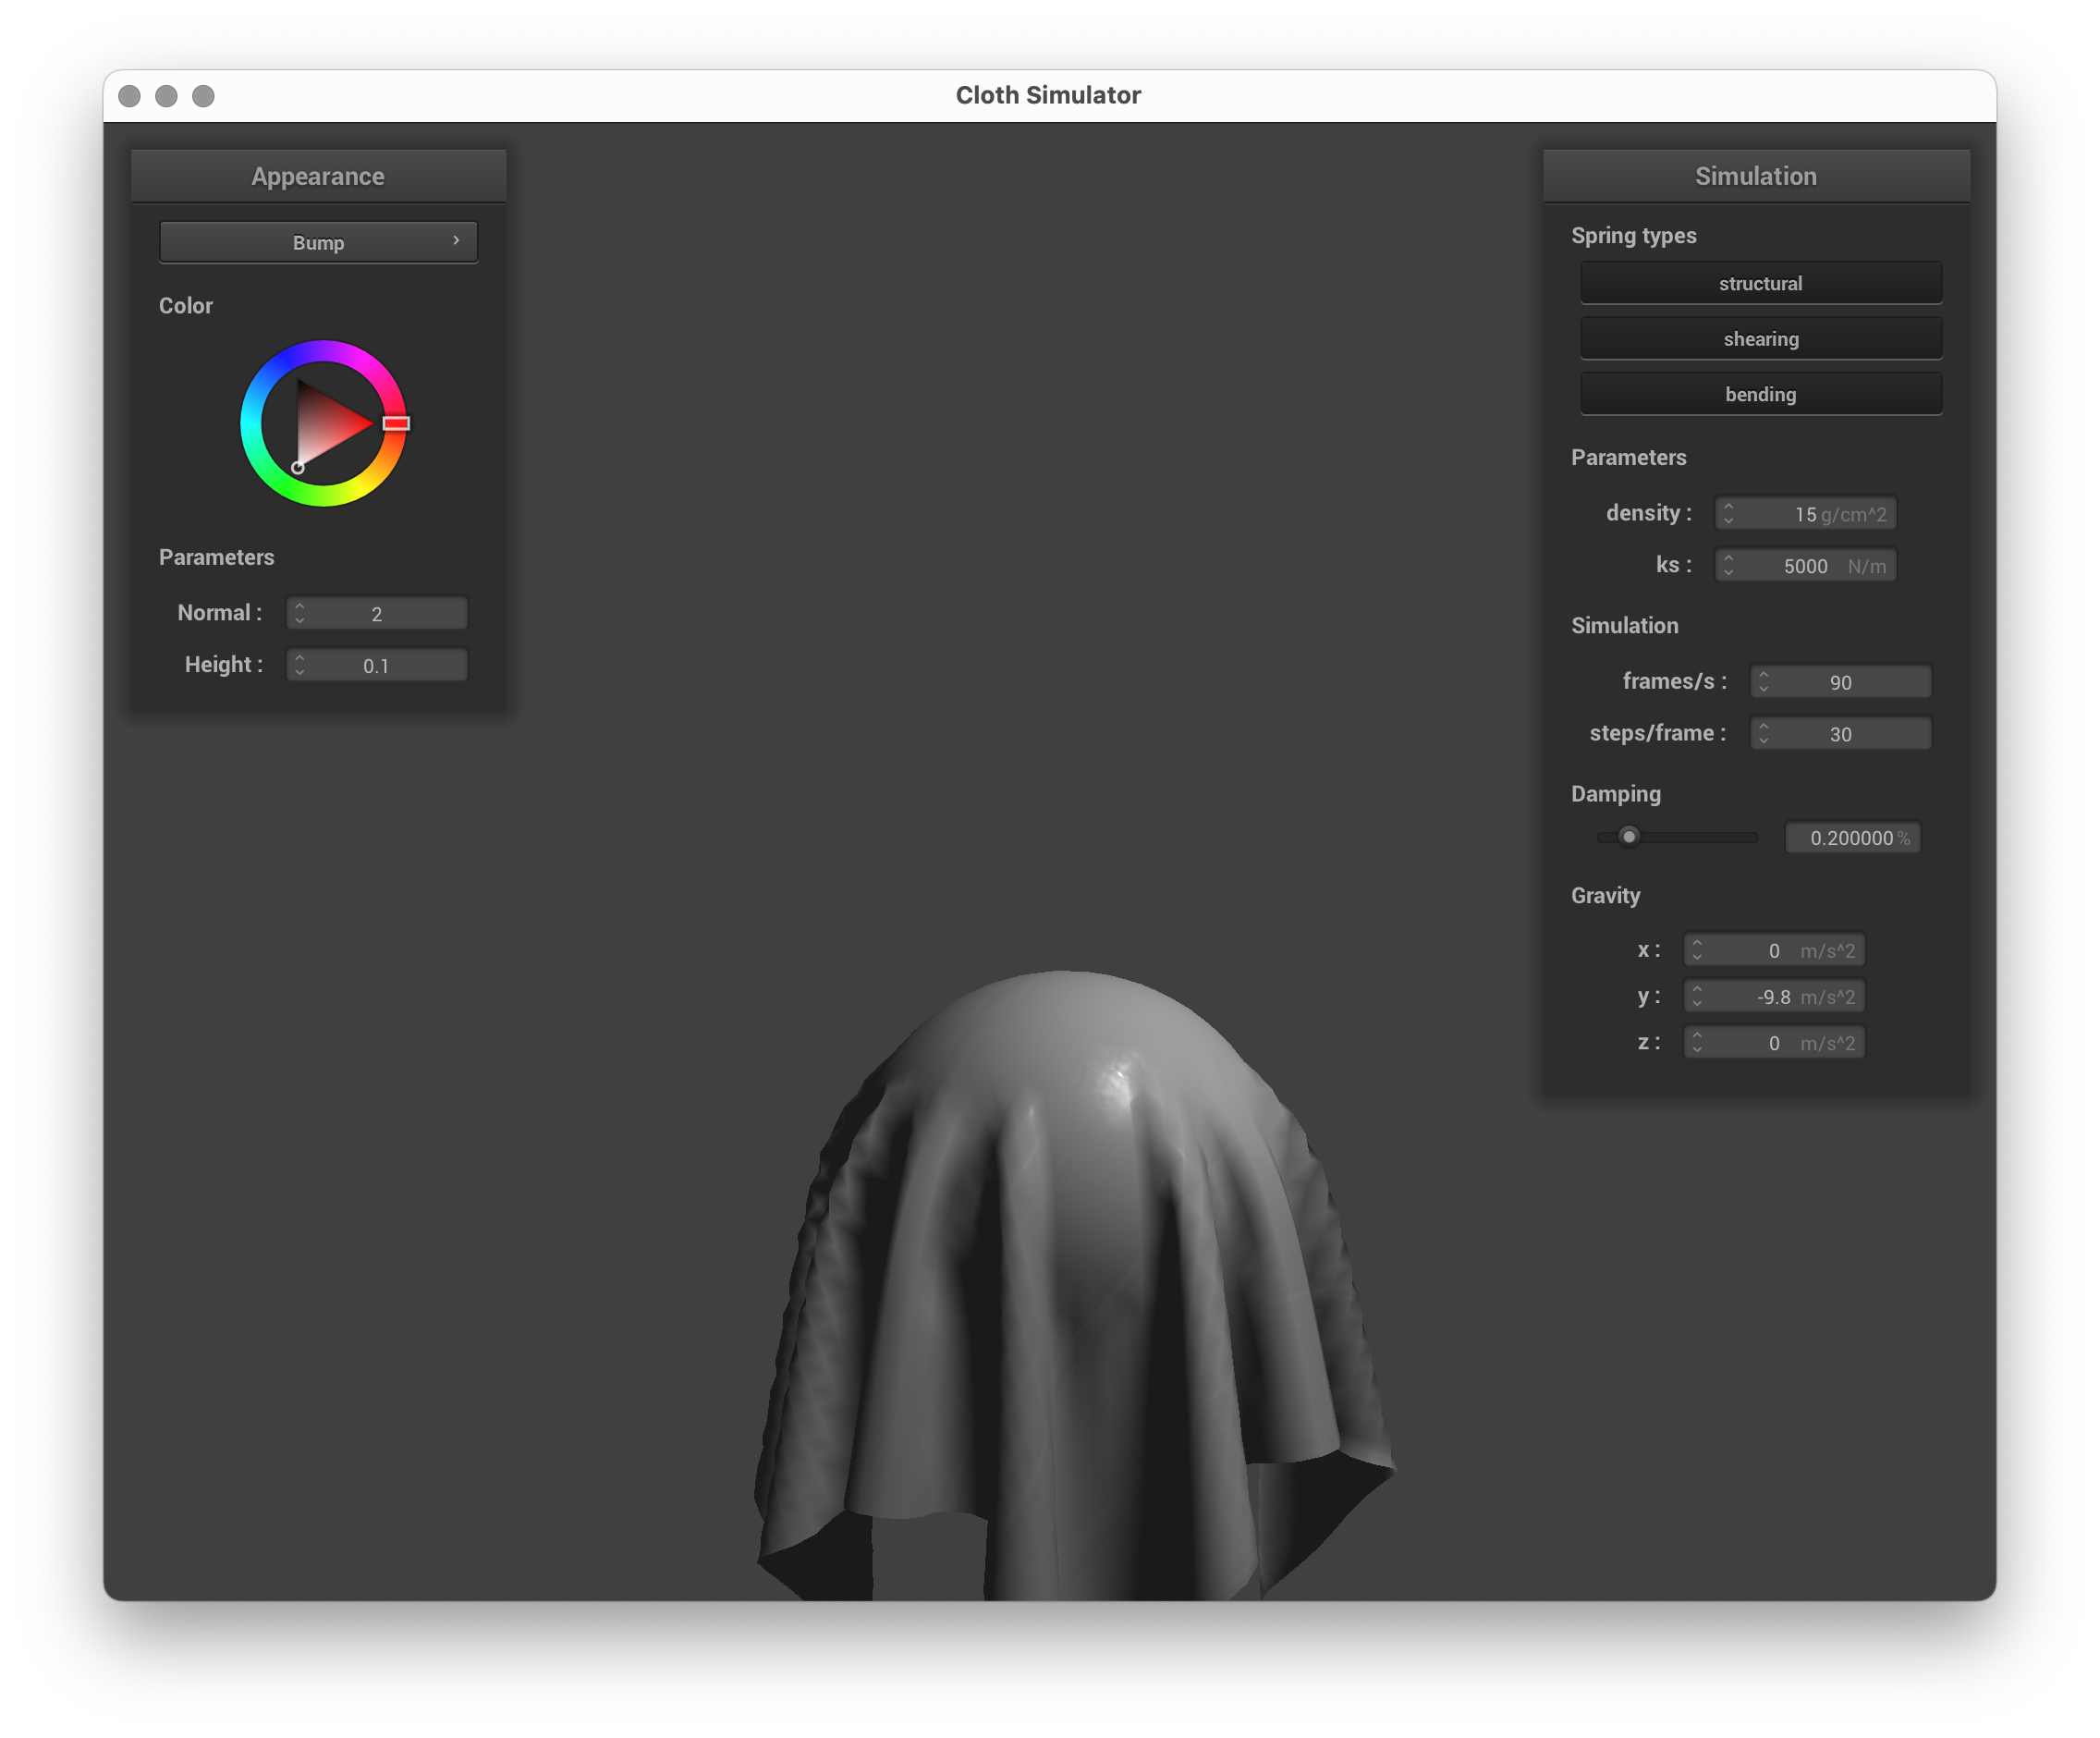 Cloth Simulator
Appearance
Bump
Color
Parameters
Normal : 2
Height : 0.1
Simulation
Spring types
structural
shearing
bending
Parameters
density : 15 g/cm^2
ks : 5000 N/m
Simulation
frames/s : 90
steps/frame : 30
Damping
0.200000 %
Gravity
x : 0 m/s^2
y : -9.8 m/s^2
z : 0 m/s^2